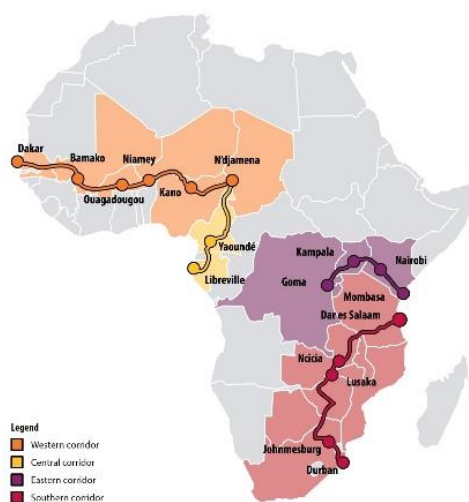 Dakar
Bamako
Niamey
N'djamena
Ouagadougou
Kano
Yaoundé
Libreville
Kampala
Nairobi
Goma
Mombasa
Dar es Salaam
Ncicia
Lusaka
Johnmesburg
Durban
Legend
Western corridor
Central corridor
Eastern corridor
Southern corridor